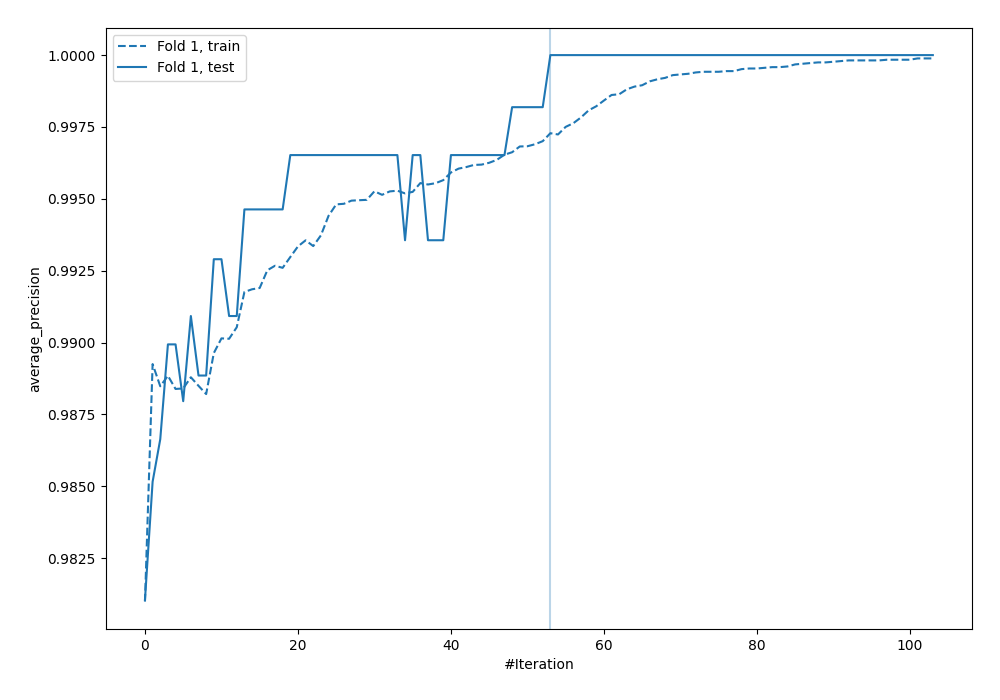 Fold 1, train
Fold 1, test
1.0000
0.9975
0.9950
0.9925
0.9900
0.9875
0.9850
0.9825
average_precision
0 20 40 60 80 100
#Iteration